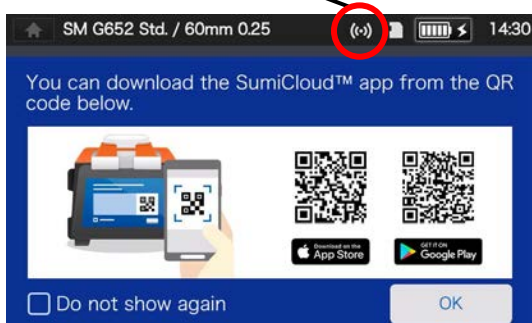 SM G652 Std. / 60mm 0.25
14:30
You can download the SumiCloud™ app from the QR
code below.
Download on the
App Store
GET IT ON
Google Play
Do not show again
OK